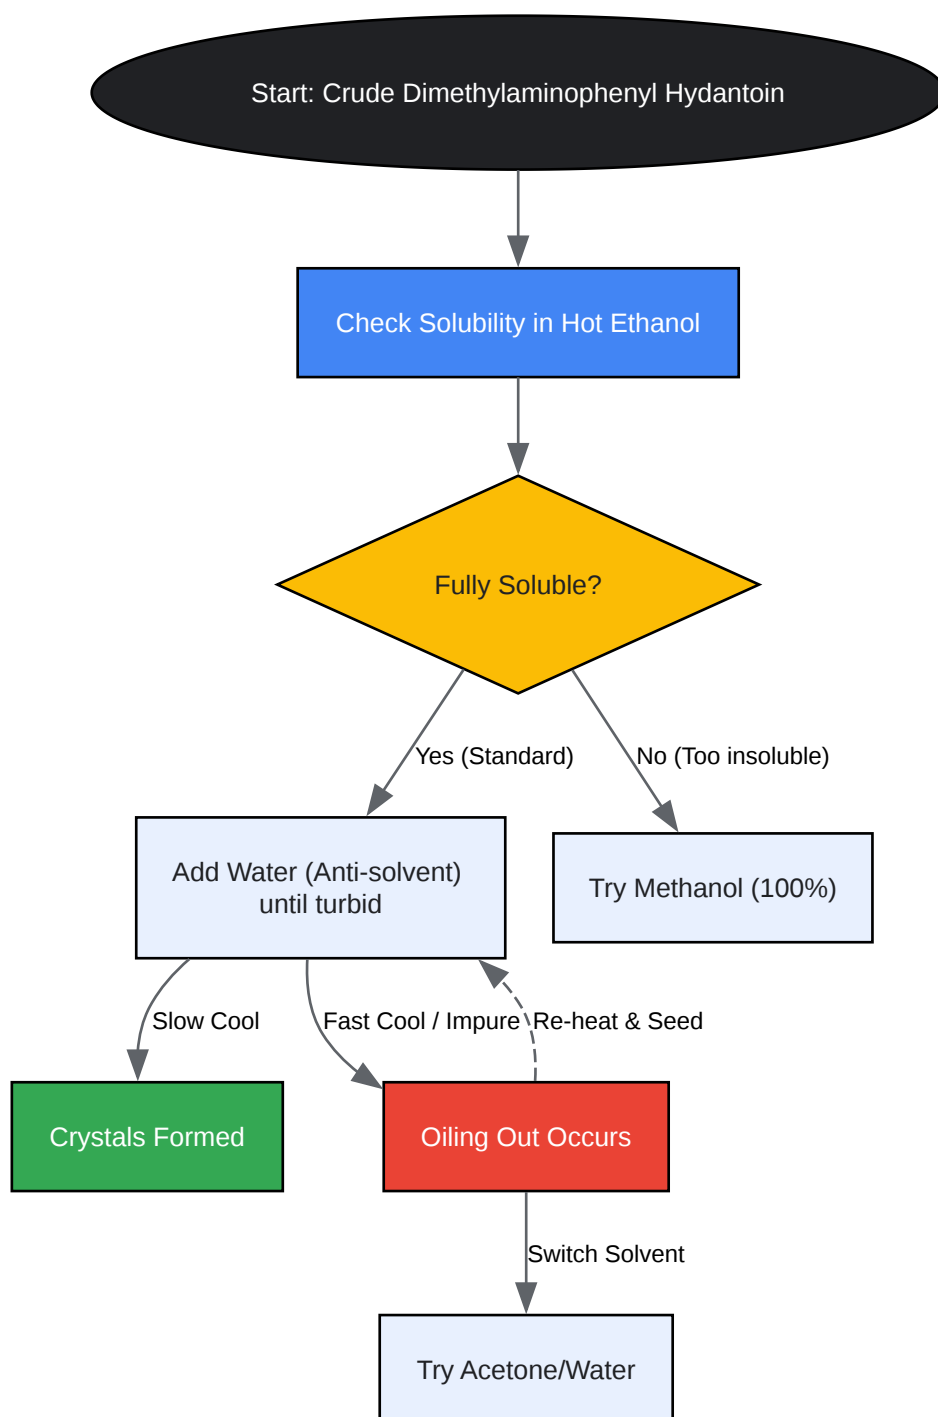 Start: Crude Dimethylaminophenyl Hydantoin
Check Solubility in Hot Ethanol
Fully Soluble?
Yes (Standard)
No (Too insoluble)
Add Water (Anti-solvent)
until turbid
Try Methanol (100%)
Slow Cool
Fast Cool / Impure
Re-heat & Seed
Crystals Formed
Oiling Out Occurs
Switch Solvent
Try Acetone/Water